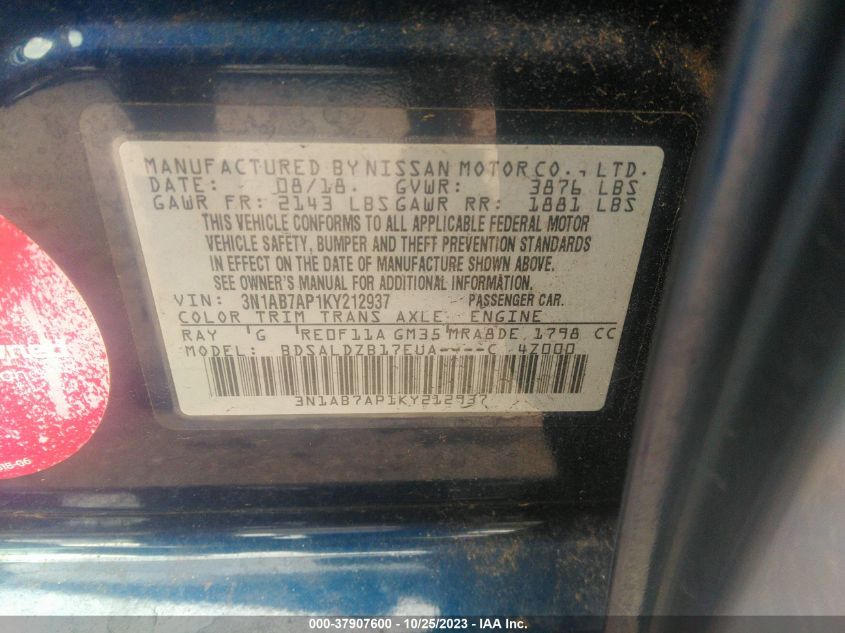 MANUFACTURED BY NISSAN MOTOR CO., LTD.
DATE: 08/18. GVWR: 3876 LBS
GAWR FR: 2143 LBS GAWR RR: 1881 LBS
THIS VEHICLE CONFORMS TO ALL APPLICABLE FEDERAL MOTOR
VEHICLE SAFETY, BUMPER AND THEFT PREVENTION STANDARDS
IN EFFECT ON THE DATE OF MANUFACTURE SHOWN ABOVE.
SEE OWNER'S MANUAL FOR ADDITIONAL INFORMATION.
VIN: 3N1AB7AP1KY212937 PASSENGER CAR.
COLOR TRIM TRANS AXLE ENGINE
RAY 'G 'RE0F11A GM35'MRA8DE 1798 CC
MODEL: BDSALDZB17EUA----C 4Z000
3N1AB7AP1KY212937
18-06
000-37907600 - 10/25/2023 - IAA Inc.